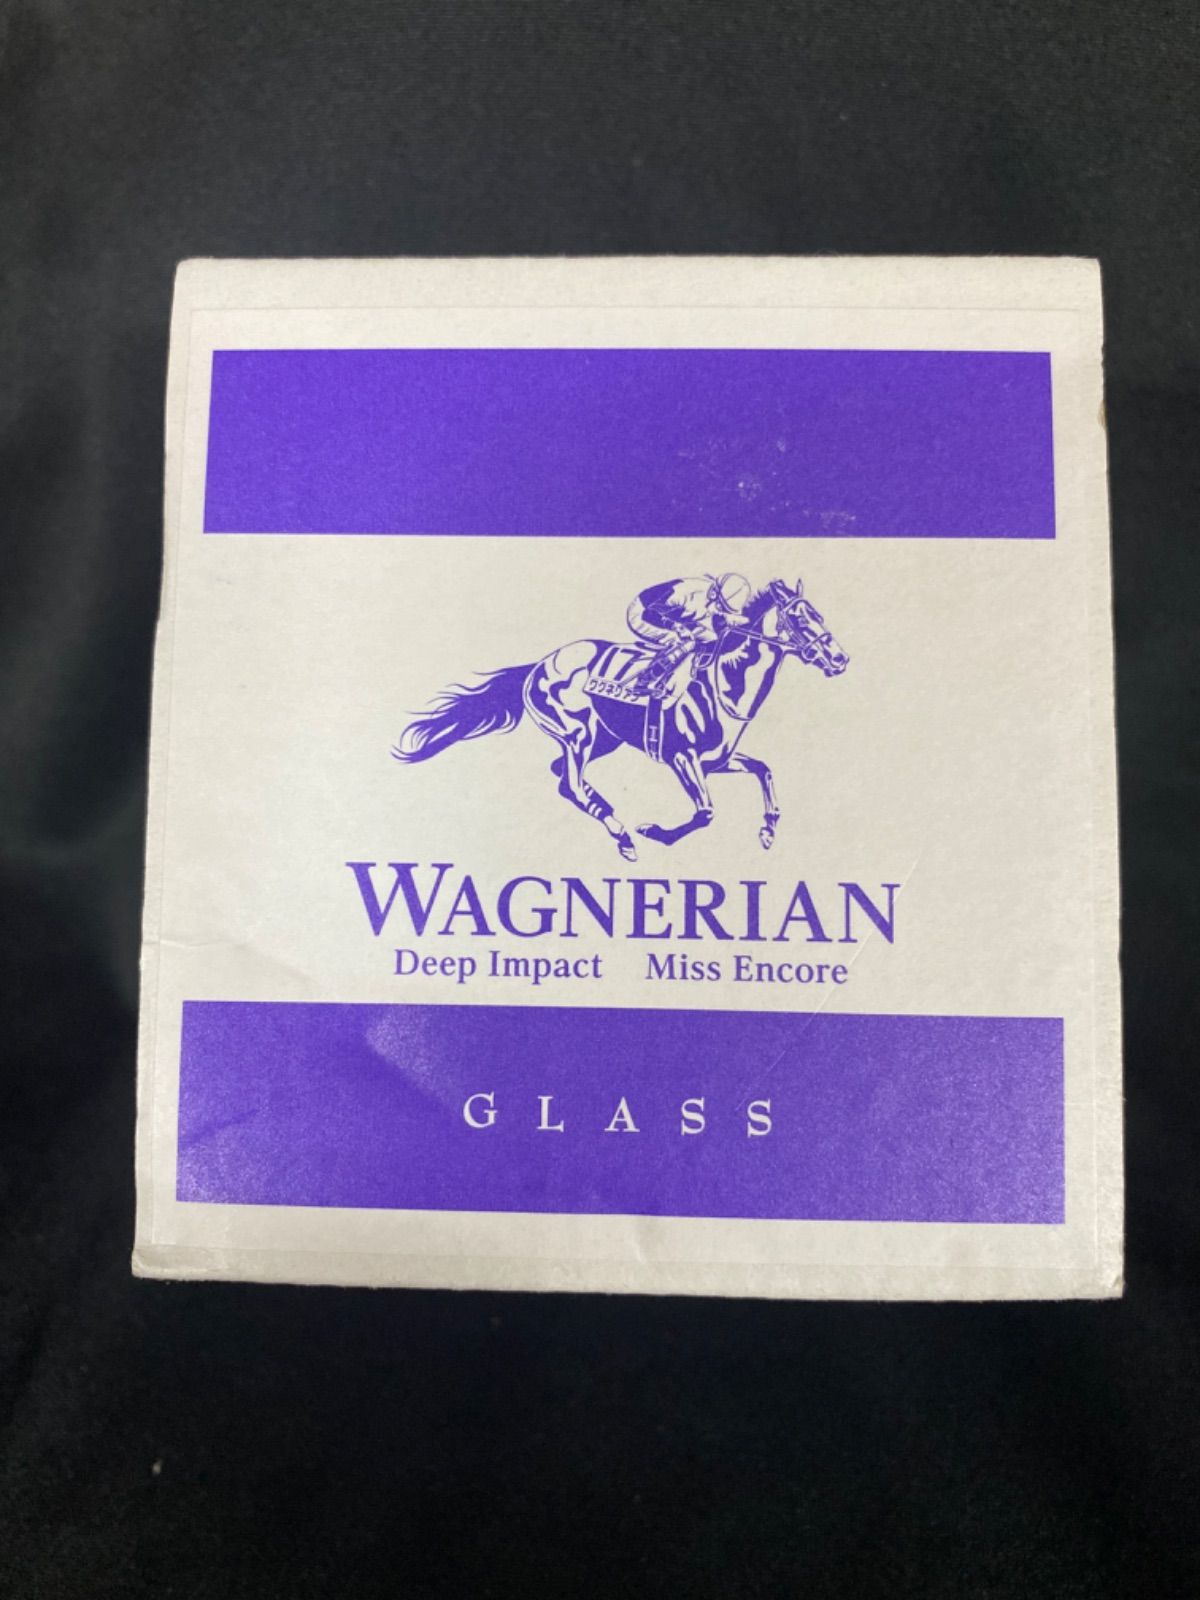 17
ワグネリアン
WAGNERIAN
Deep Impact Miss Encore
GLASS